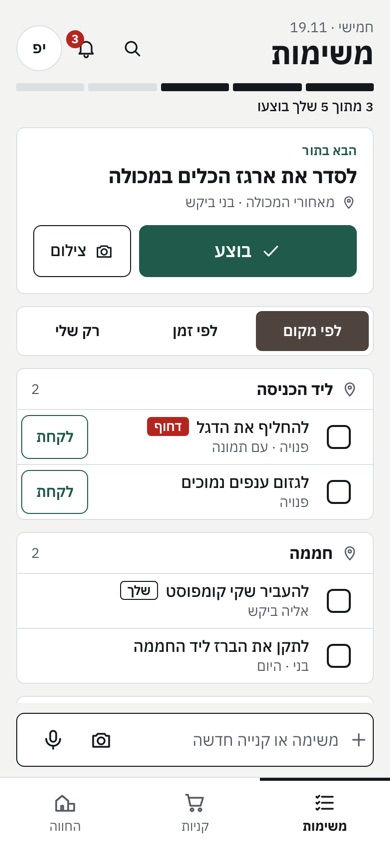 חמישי · 19.11
משימות
3
יפ
3 מתוך 5 שלך בוצעו
הבא בתור
לסדר את ארגז הכלים במכולה
מאחורי המכולה · בני ביקש
בוצע
צילום
לפי מקום
לפי זמן
רק שלי
ליד הכניסה
2
להחליף את הדגל דחוף
פנויה · עם תמונה
לקחת
לגזום ענפים נמוכים
פנויה
לקחת
חממה
2
להעביר שקי קומפוסט שלך
אליה ביקש
לתקן את הברז ליד החממה
בני · היום
משימה או קנייה חדשה
משימות
קניות
החווה